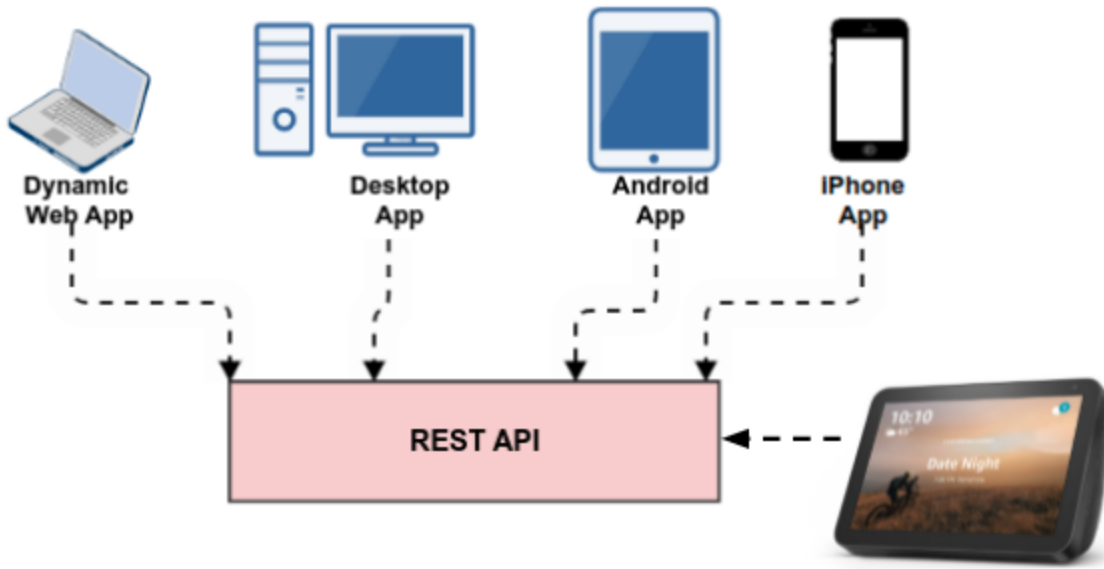 Dynamic
Web App
Desktop
App
Android
App
iPhone
App
REST API
10:10
Date Night